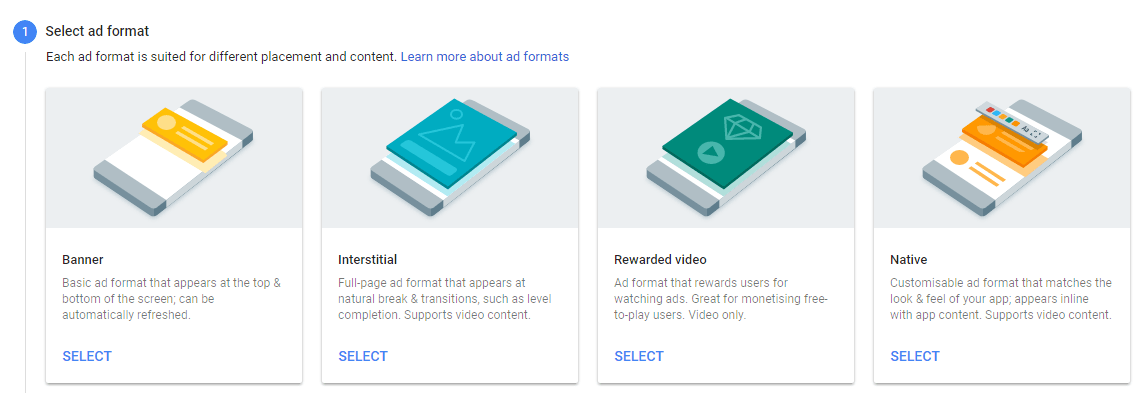 1 Select ad format
Each ad format is suited for different placement and content. Learn more about ad formats
Banner
Basic ad format that appears at the top &
bottom of the screen; can be
automatically refreshed.
SELECT
Interstitial
Full-page ad format that appears at
natural break & transitions, such as level
completion. Supports video content.
SELECT
Rewarded video
Ad format that rewards users for
watching ads. Great for monetising free-
to-play users. Video only.
SELECT
Aa
Native
Customisable ad format that matches the
look & feel of your app; appears inline
with app content. Supports video content.
SELECT